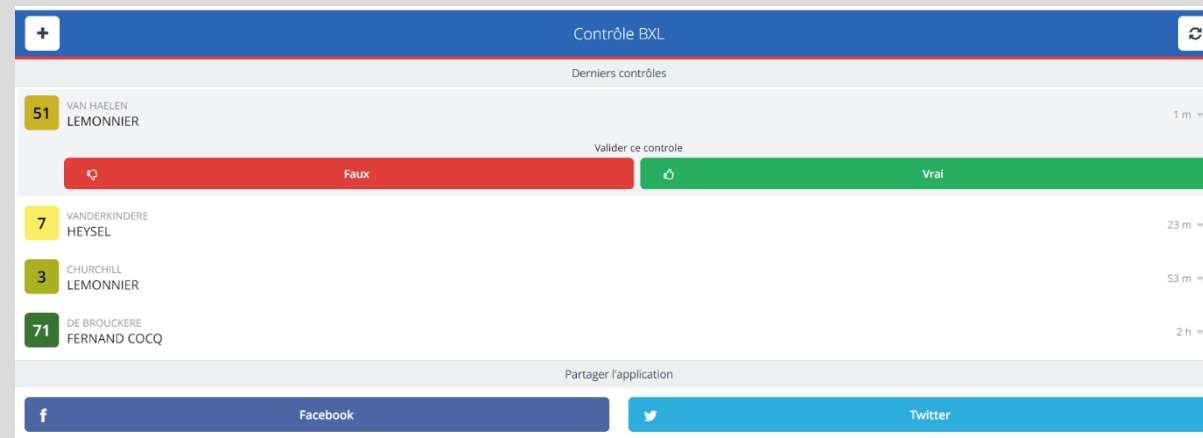 +
Contrôle BXL
Derniers contrôles
51
VAN HAELEN
LEMONNIER
1 m
Valider ce controle
Faux
Vrai
7
VANDERKINDERE
HEYSEL
23 m
3
CHURCHILL
LEMONNIER
53 m
71
DE BROUCKERE
FERNAND COCQ
2 h
Partager l'application
f
Facebook
Twitter